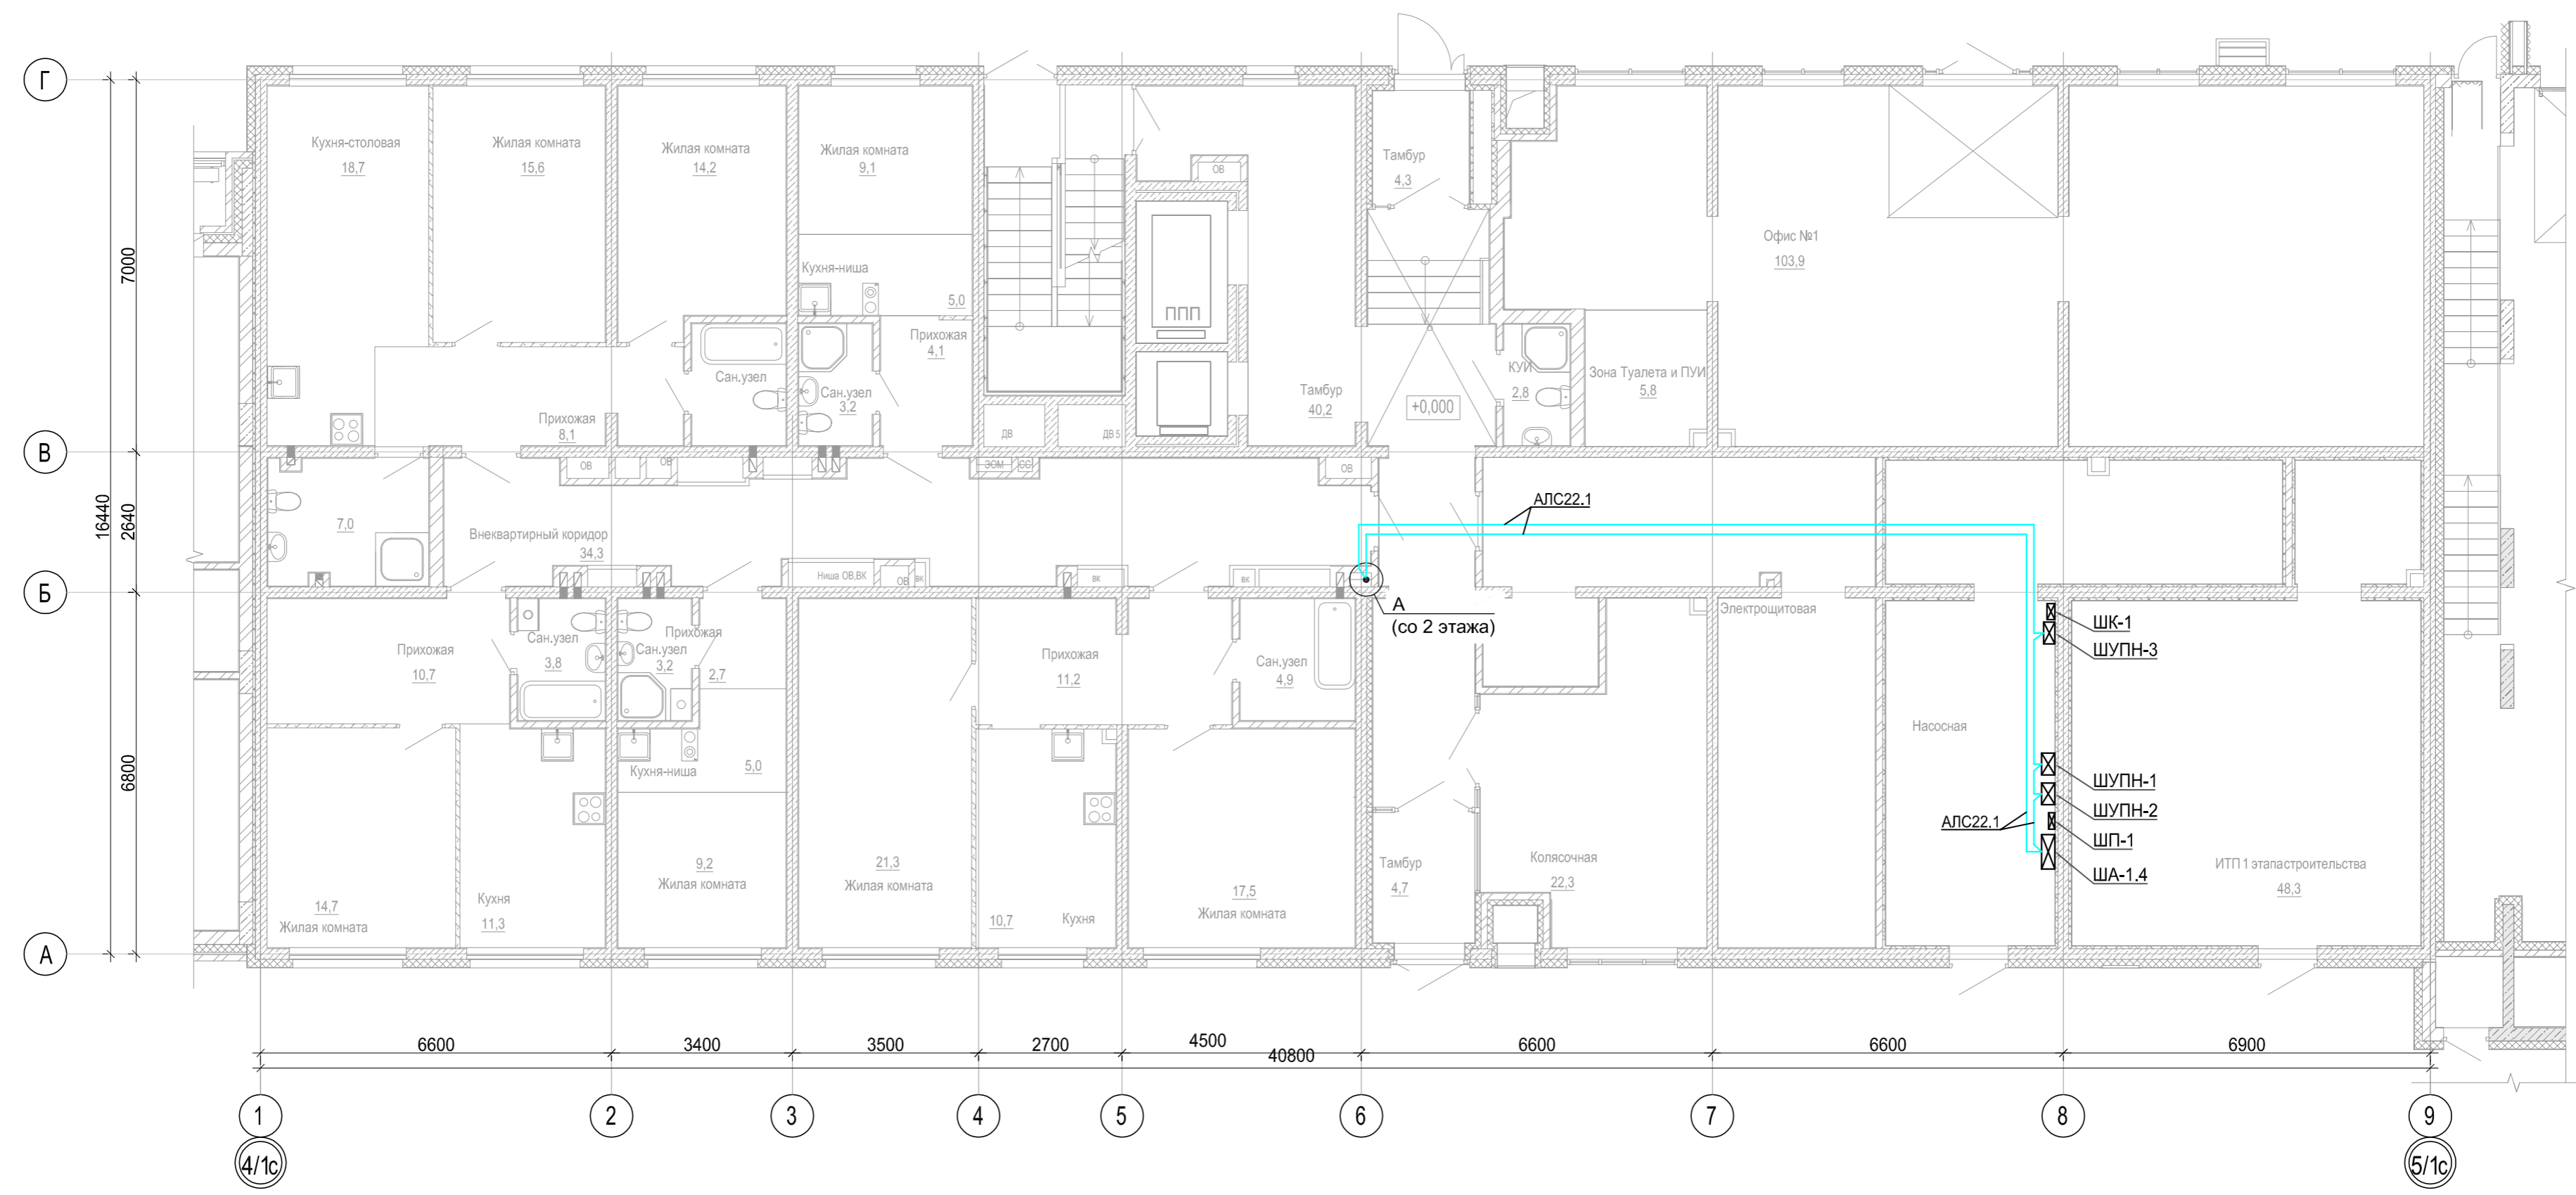 Г
Кухня-столовая
18,7
Жилая комната
15,6
Жилая комната
14,2
Жилая комната
9,1
Кухня-ниша
5,0
Прихожая
4,1
Сан.узел
Сан.узел
3,2
Прихожая
8,1
ОВ
ППП
ДВ
ДВ 5
Тамбур
4,3
Тамбур
40,2
+0,000
КУИ
2,8
Зона Туалета и ПУИ
5,8
Офис №1
103,9
7000
16440
2640
6800
В
ОВ
ОВ
ЭОМ
СС
ОВ
7,0
Внеквартирный коридор
34,3
Ниша ОВ,ВК
ОВ
ВК
ВК
ВК
АЛС22.1
Б
А
(со 2 этажа)
Электрощитовая
ШК-1
ШУПН-3
Прихожая
10,7
Сан.узел
3,8
Прихожая
Сан.узел
3,2
2,7
Прихожая
11,2
Сан.узел
4,9
Насосная
Кухня-ниша
5,0
ШУПН-1
ШУПН-2
АЛС22.1
ШП-1
ША-1.4
9,2
Жилая комната
21,3
Жилая комната
17,5
Жилая комната
Тамбур
4,7
Колясочная
22,3
ИТП 1 этапастроительства
48,3
14,7
Жилая комната
Кухня
11,3
10,7
Кухня
А
6600
3400
3500
2700
4500
40800
6600
6600
6900
1
2
3
4
5
6
7
8
9
4/1с
5/1с